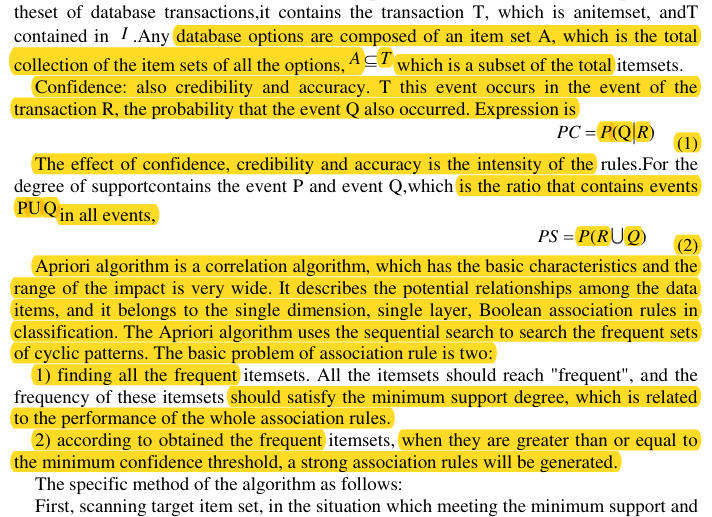 theset of database transactions,it contains the transaction T, which is anitemset, andT
contained in I .Any database options are composed of an item set A, which is the total
collection of the item sets of all the options, A⊆T which is a subset of the total itemsets.
Confidence: also credibility and accuracy. T this event occurs in the event of the
transaction R, the probability that the event Q also occurred. Expression is
PC = P(Q|R) (1)
The effect of confidence, credibility and accuracy is the intensity of the rules.For the
degree of supportcontains the event P and event Q,which is the ratio that contains events
PUQ in all events,
PS = P(R∪Q) (2)
Apriori algorithm is a correlation algorithm, which has the basic characteristics and the
range of the impact is very wide. It describes the potential relationships among the data
items, and it belongs to the single dimension, single layer, Boolean association rules in
classification. The Apriori algorithm uses the sequential search to search the frequent sets
of cyclic patterns. The basic problem of association rule is two:
1) finding all the frequent itemsets. All the itemsets should reach "frequent", and the
frequency of these itemsets should satisfy the minimum support degree, which is related
to the performance of the whole association rules.
2) according to obtained the frequent itemsets, when they are greater than or equal to
the minimum confidence threshold, a strong association rules will be generated.
The specific method of the algorithm as follows:
First, scanning target item set, in the situation which meeting the minimum support and